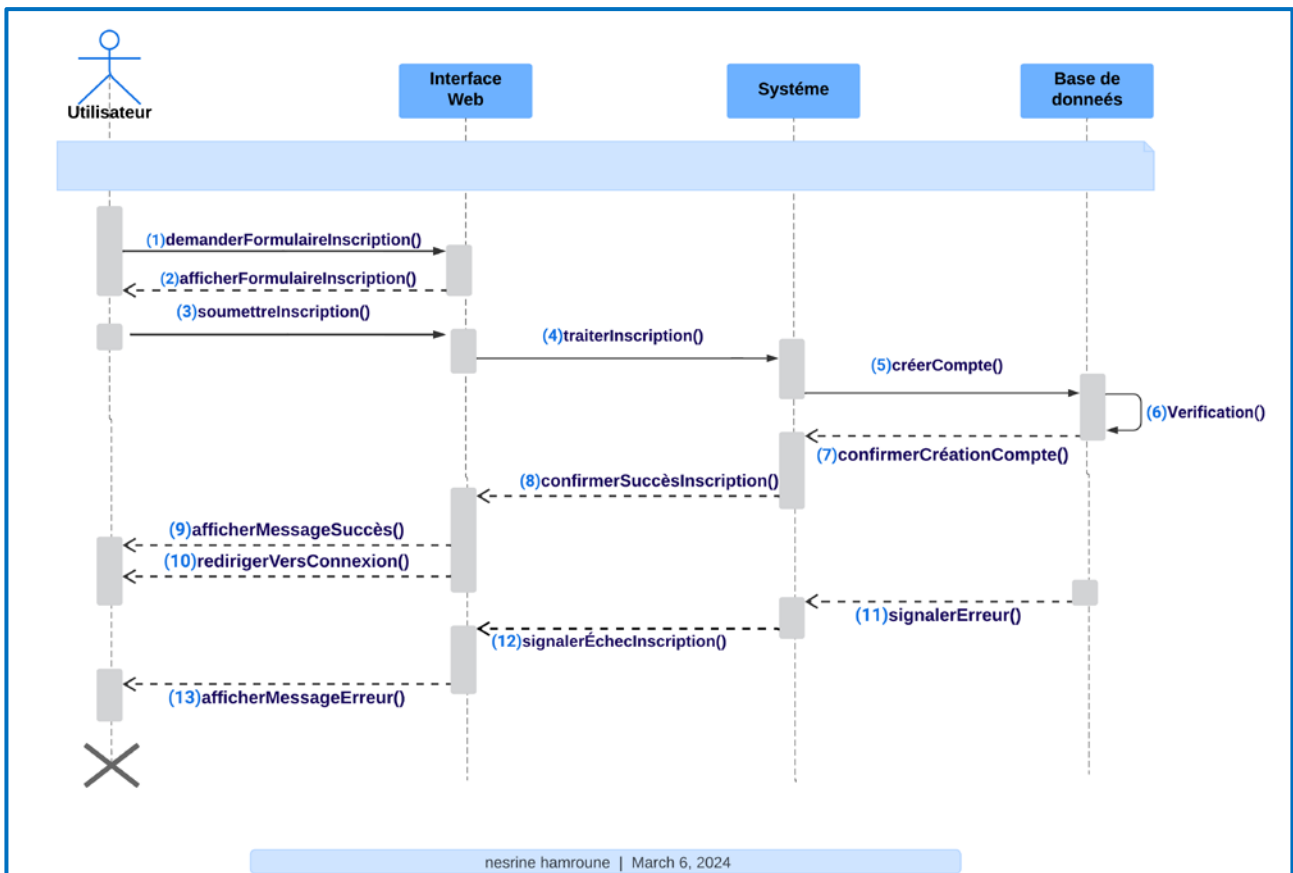 Utilisateur
Interface
Web
Systéme
Base de
donneés
(1)demanderFormulaireInscription()
(2)afficherFormulaireInscription()
(3)soumettreInscription()
(4)traiterInscription()
(5)créerCompte()
(6)Verification()
(7)confirmerCréationCompte()
(8)confirmerSuccèsInscription()
(9)afficherMessageSuccès()
(10)redirigerVersConnexion()
(11)signalerErreur()
(12)signalerÉchecInscription()
(13)afficherMessageErreur()
nesrine hamroune | March 6, 2024